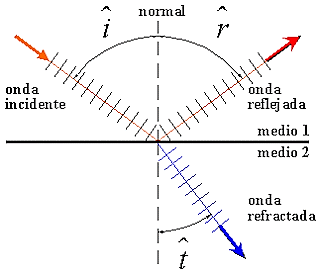 normal
î
r̂
onda
incidente
onda
reflejada
medio 1
medio 2
onda
refractada
t̂